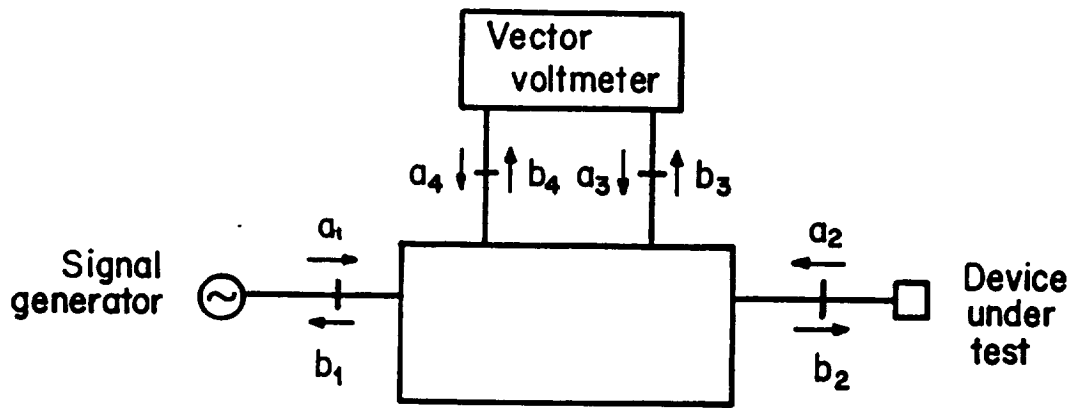 Vector
voltmeter
a4 b4 a3 b3
a1
a2
Signal
generator
Device
under
test
b1
b2